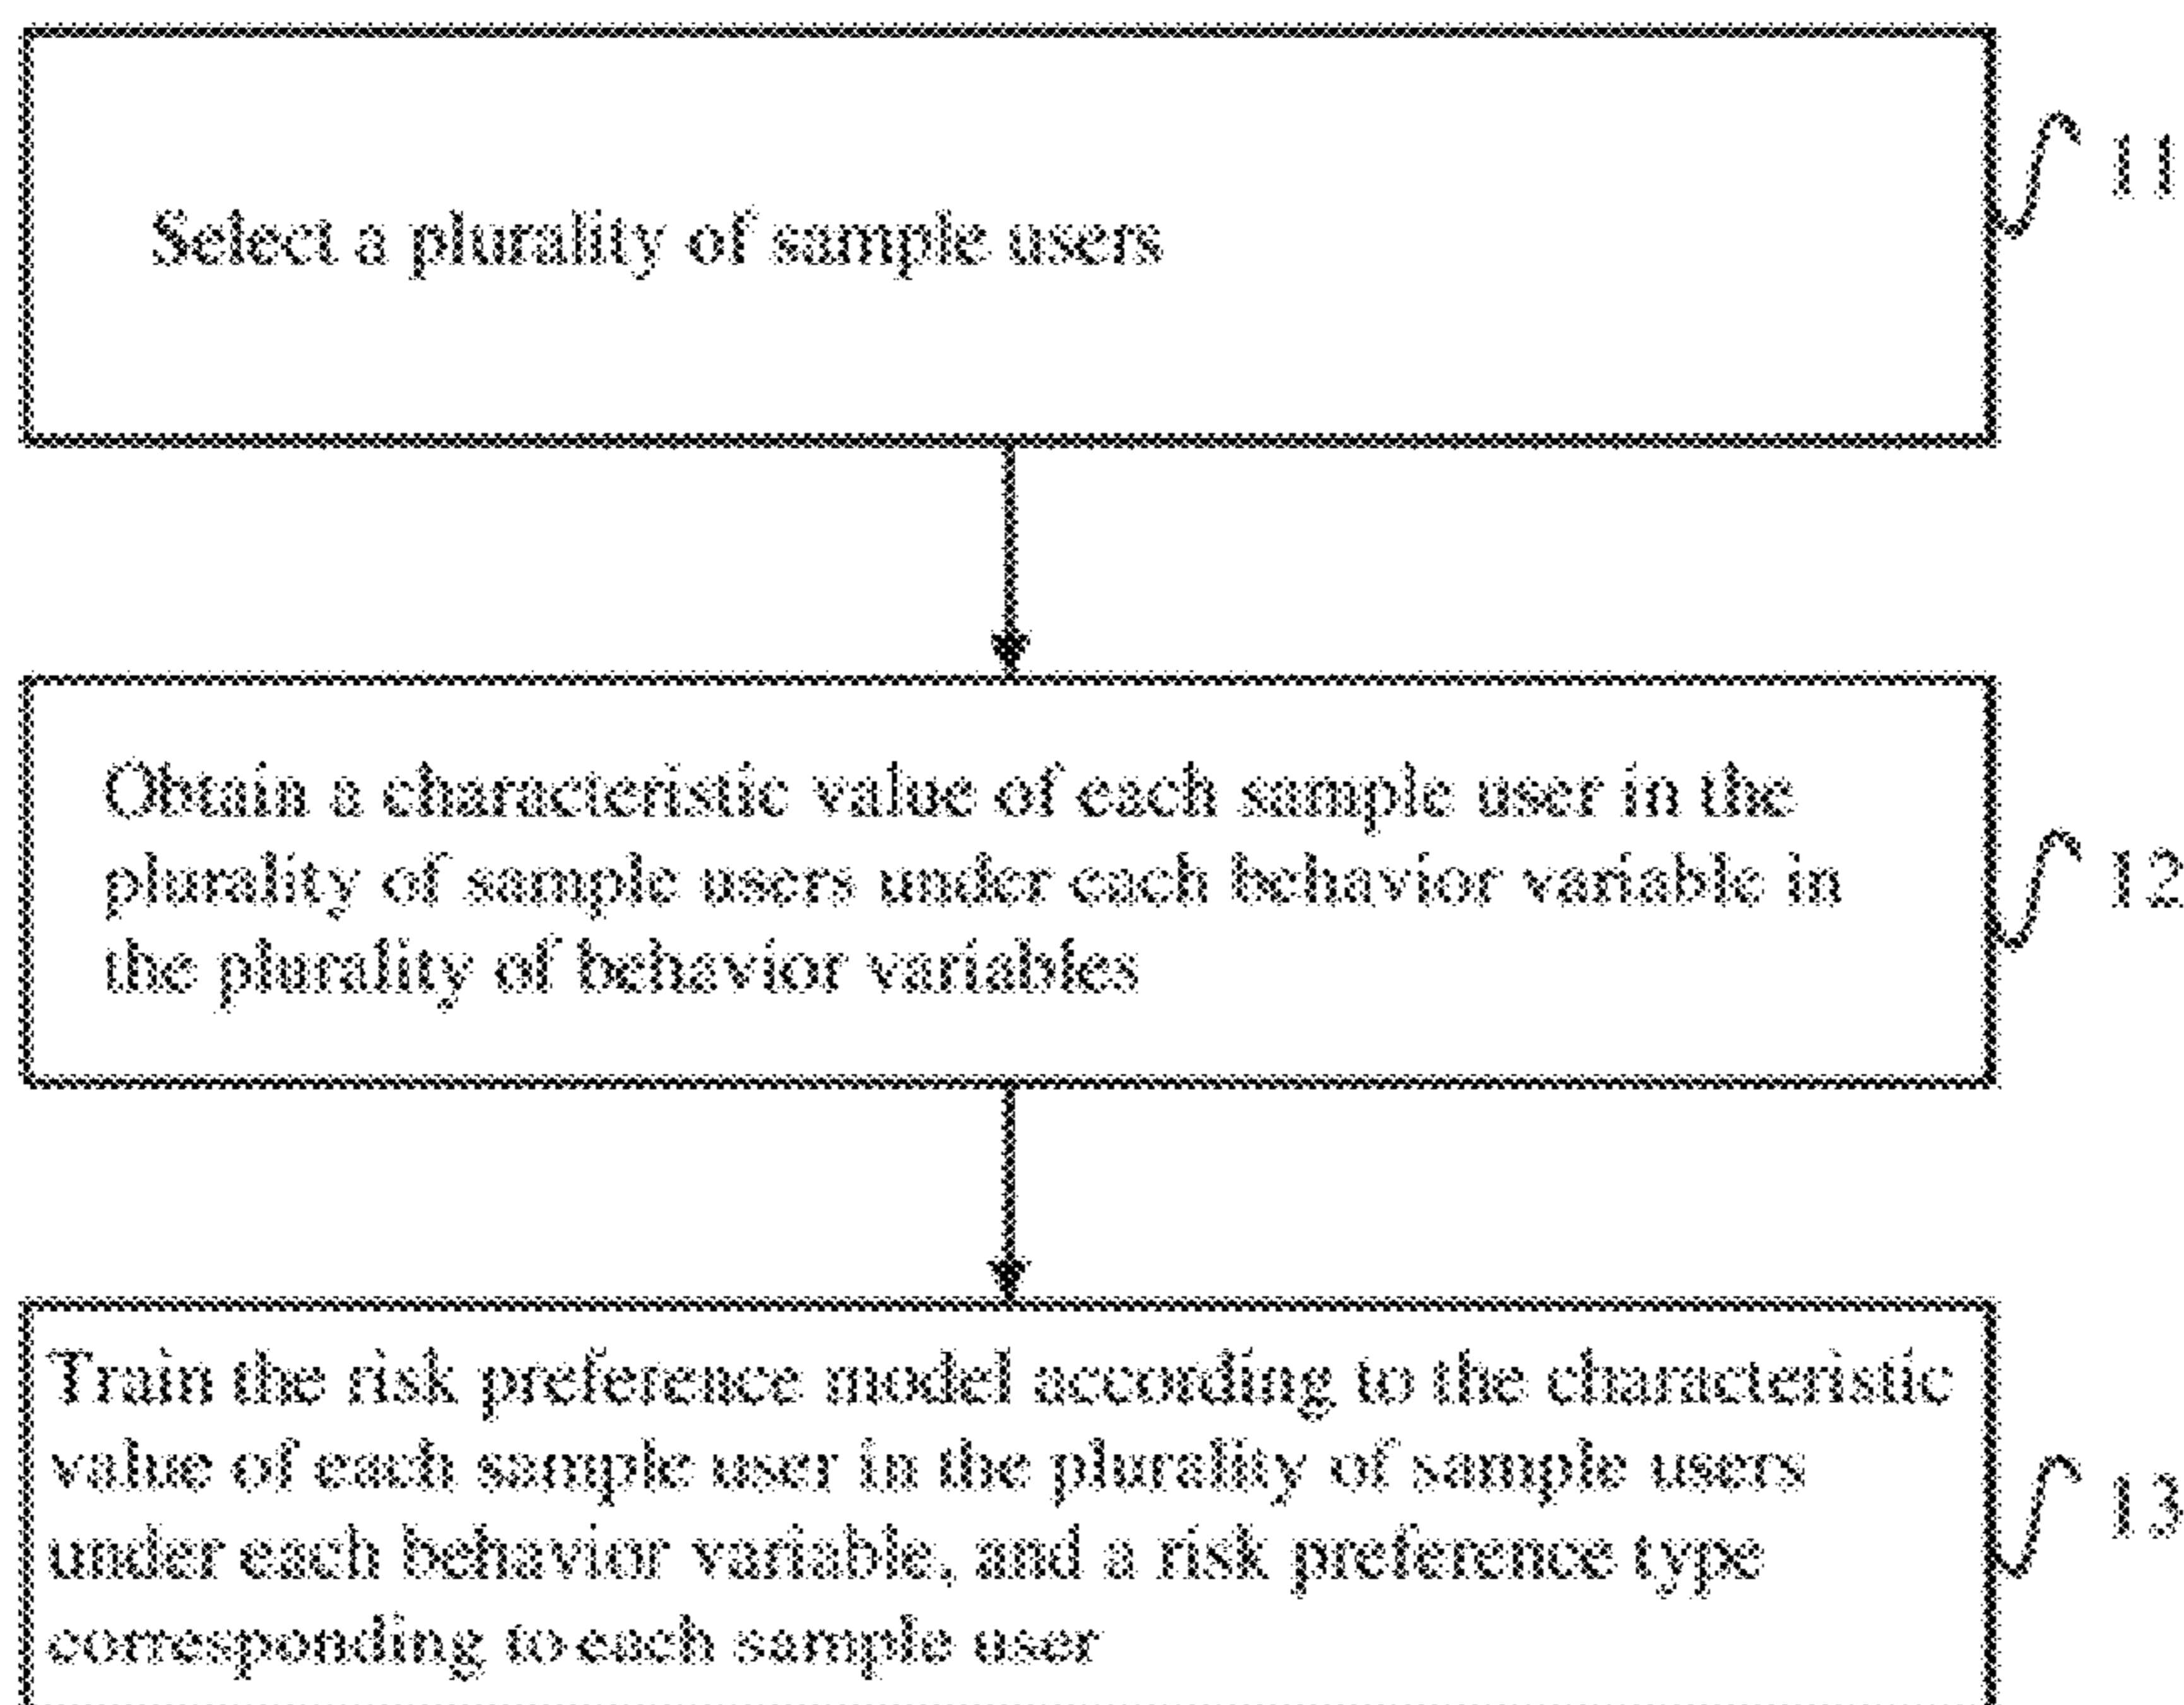 Select a plurality of sample users
11
Obtain a characteristic value of each sample user in the
plurality of sample users under each behavior variable in
the plurality of behavior variables
12
Train the risk preference model according to the characteristic
value of each sample user in the plurality of sample users
under each behavior variable, and a risk preference type
corresponding to each sample user
13